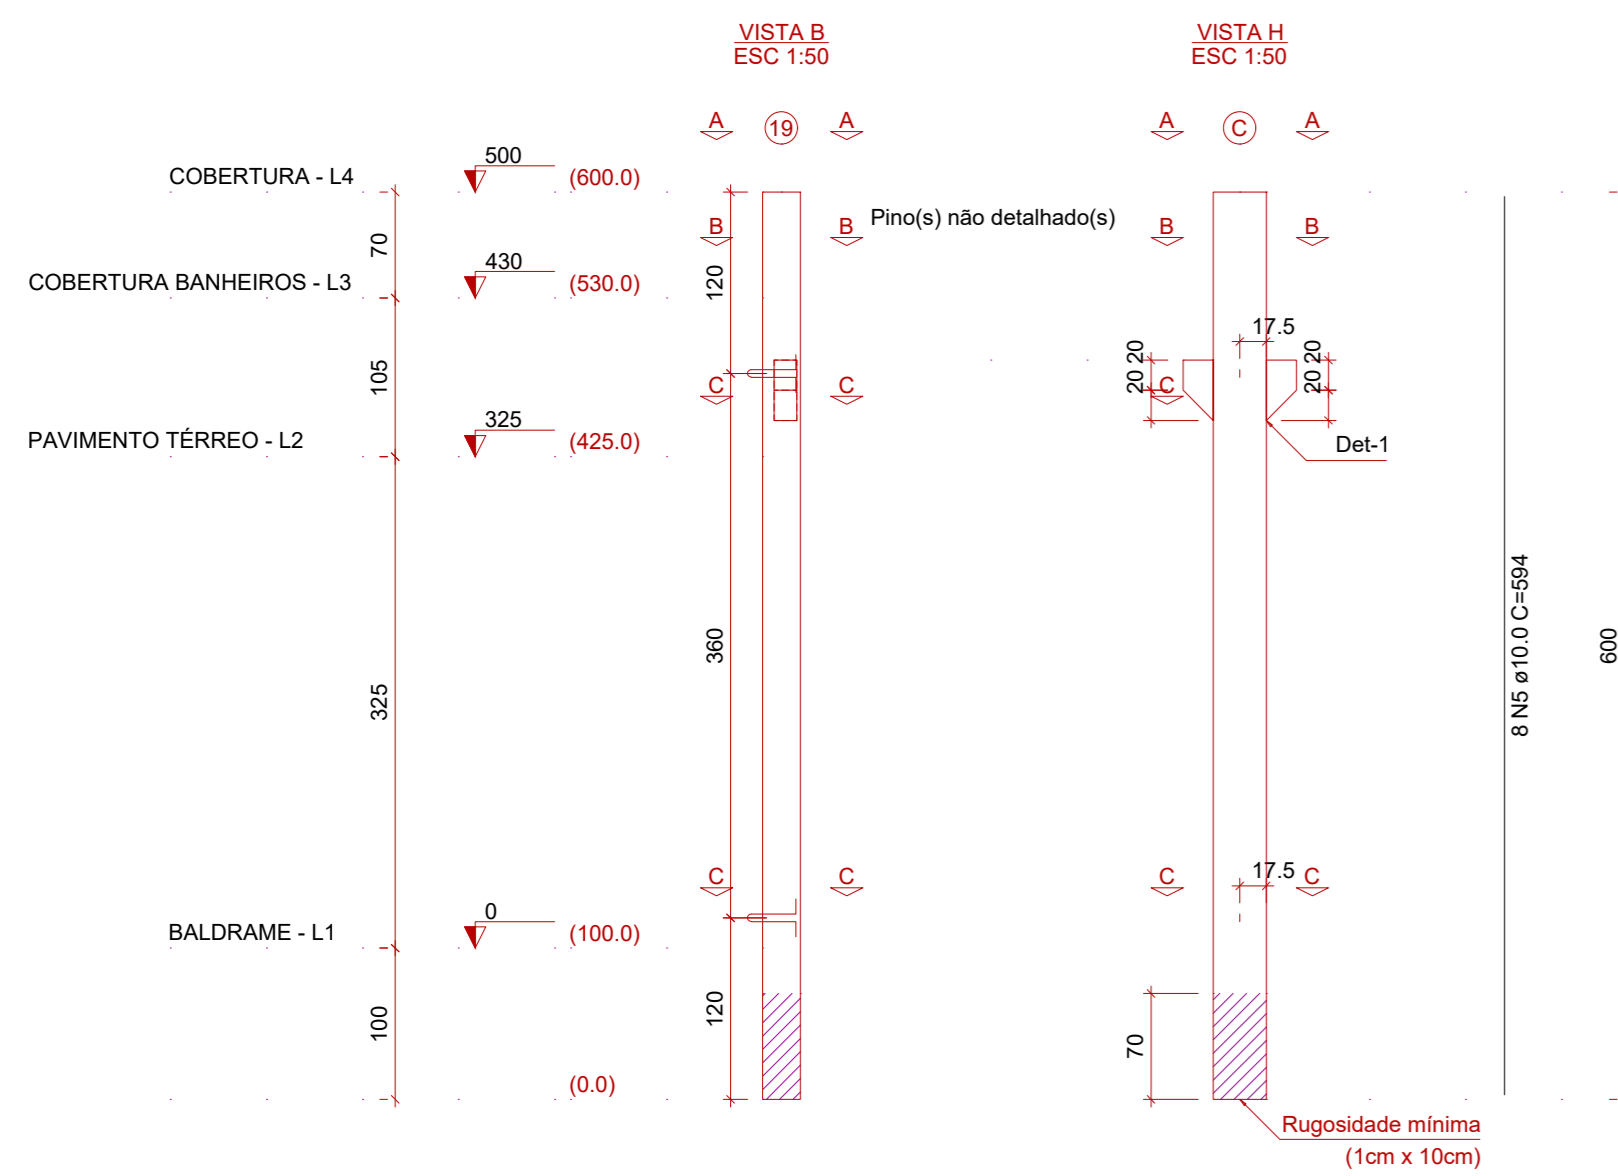 VISTA B
ESC 1:50
VISTA H
ESC 1:50
A 19 A
A C A
COBERTURA - L4
500
(600.0)
B B
Pino(s) não detalhado(s)
B B
70
COBERTURA BANHEIROS - L3
430
(530.0)
120
17.5
20 20
20 20
105
C C
C
Det-1
PAVIMENTO TÉRREO - L2
325
(425.0)
325
360
8 N5 ø10.0 C=594
600
C C
C C
17.5
BALDRAME - L1
0
(100.0)
100
120
70
(0.0)
Rugosidade mínima
(1cm x 10cm)